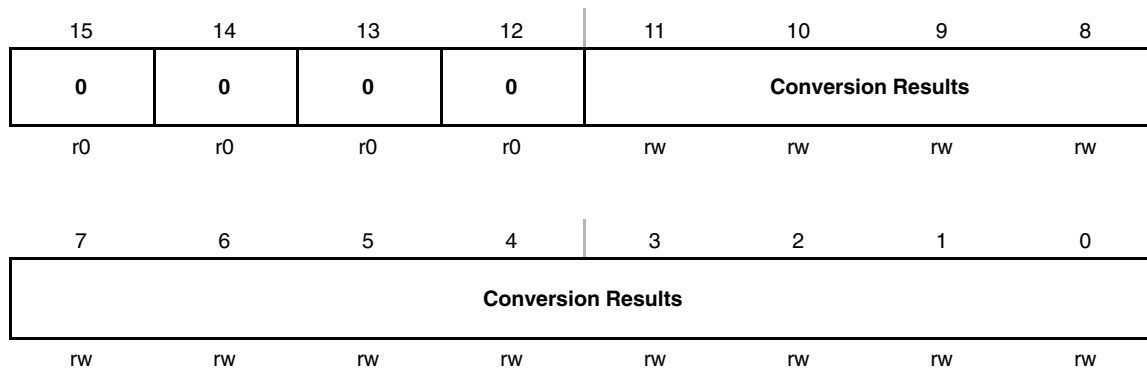 15 14 13 12 11 10 9 8
0 0 0 0 Conversion Results
r0 r0 r0 r0 rw rw rw rw
7 6 5 4 3 2 1 0
Conversion Results
rw rw rw rw rw rw rw rw